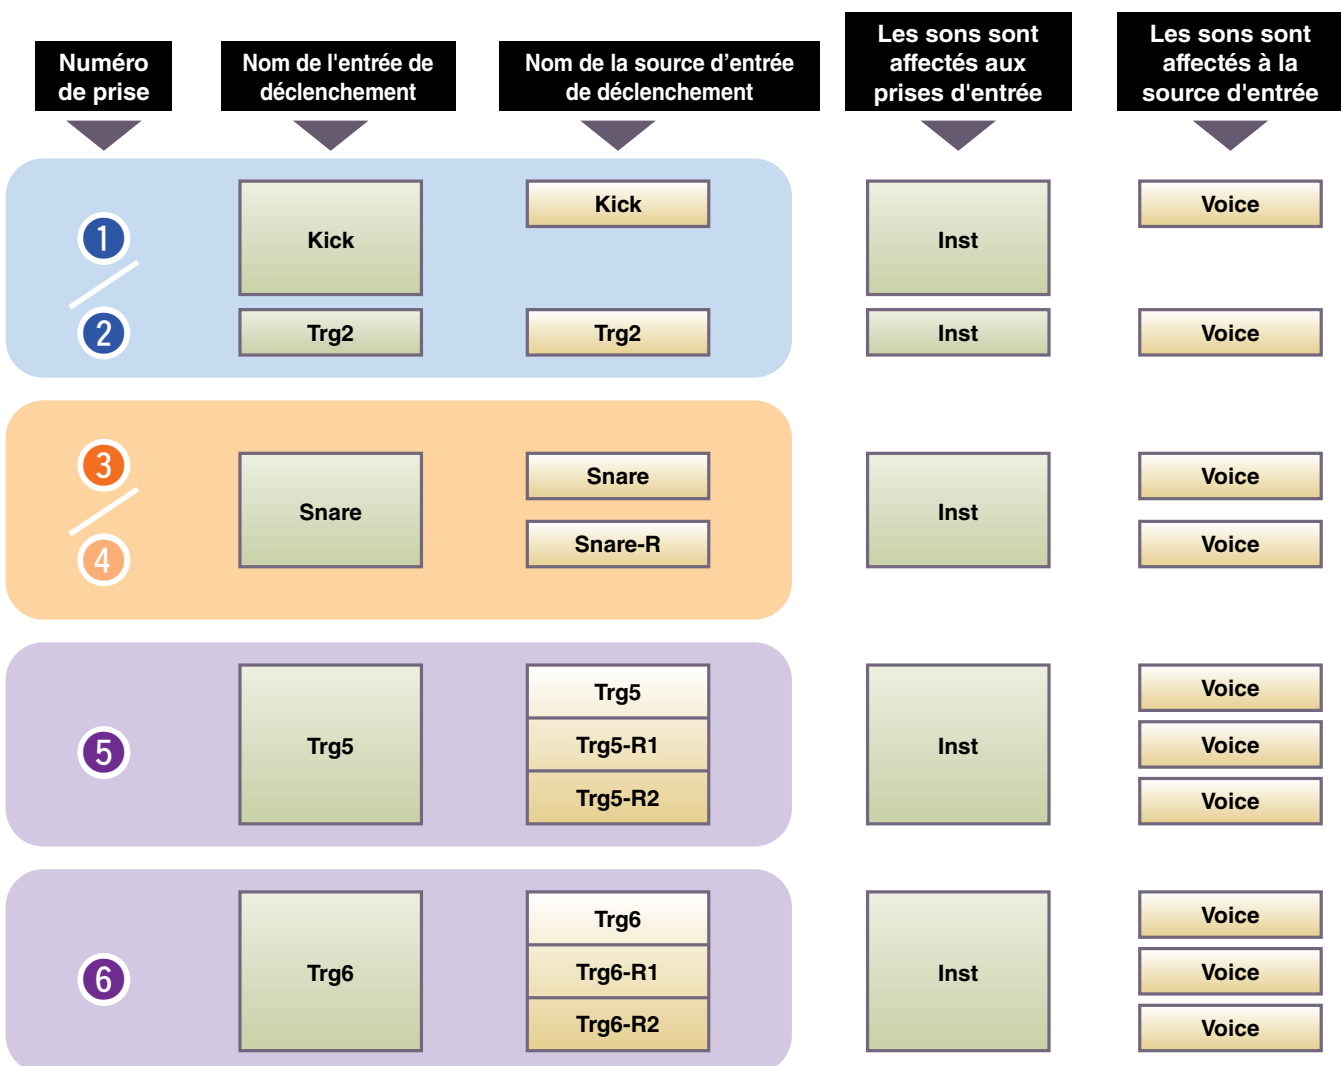 Numéro
de prise
Nom de l'entrée de
déclenchement
Nom de la source d’entrée
de déclenchement
Les sons sont
affectés aux
prises d'entrée
Les sons sont
affectés à la
source d'entrée
1
2
Kick
Kick
Inst
Voice
Trg2
Trg2
Inst
Voice
3
4
Snare
Snare
Snare-R
Inst
Voice
Voice
5
Trg5
Trg5
Trg5-R1
Trg5-R2
Inst
Voice
Voice
Voice
6
Trg6
Trg6
Trg6-R1
Trg6-R2
Inst
Voice
Voice
Voice